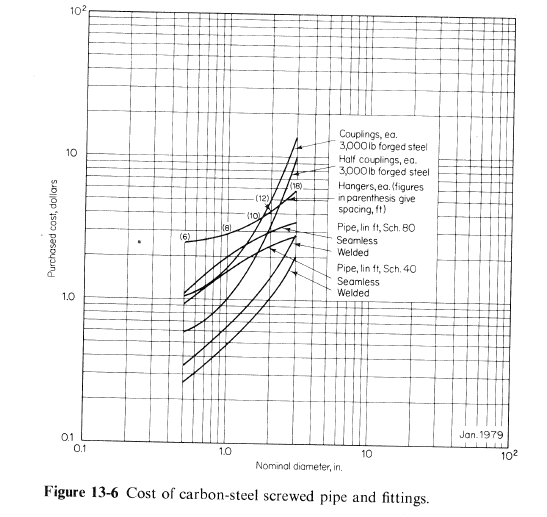 10²
Couplings, ea.
3,000 lb forged steel
10
Half couplings, ea.
3,000 lb forged steel
(18)
Hangers, ea. (figures
in parenthesis give
spacing, ft)
(12)
(10)
(8)
(6)
Pipe, lin ft, Sch. 80
Seamless
Welded
Pipe, lin ft, Sch. 40
Seamless
Welded
Purchased cost, dollars
1.0
Jan. 1979
0.1
0.1
1.0
10
10²
Nominal diameter, in.
Figure 13-6 Cost of carbon-steel screwed pipe and fittings.